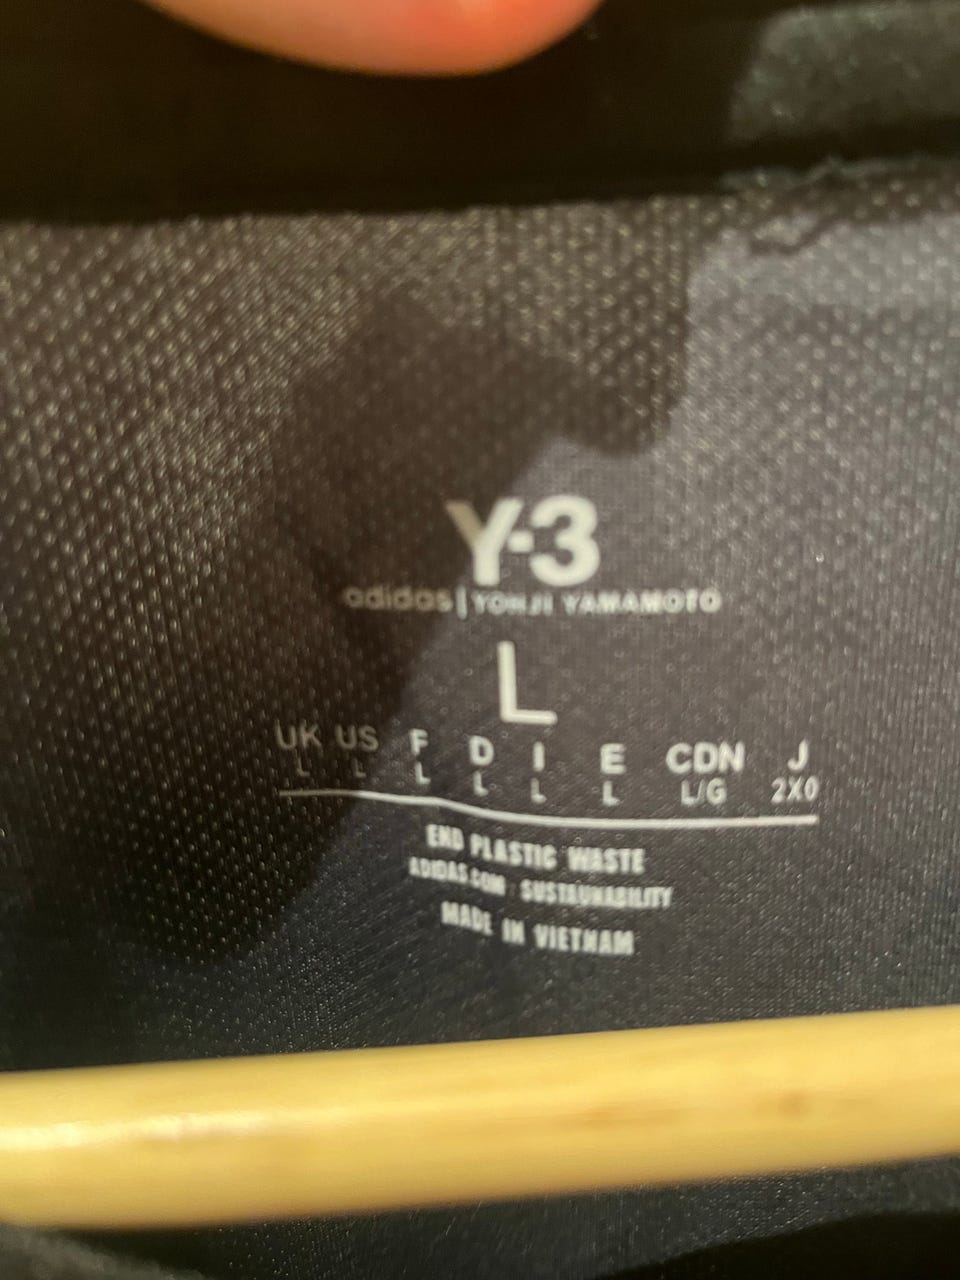 Y-3
adidas | YOHJI YAMAMOTO
L
UK US F D I E CDN J
L L L L L L L/G 2XO
END PLASTIC WASTE
ADIDAS.COM/SUSTAINABILITY
MADE IN VIETNAM